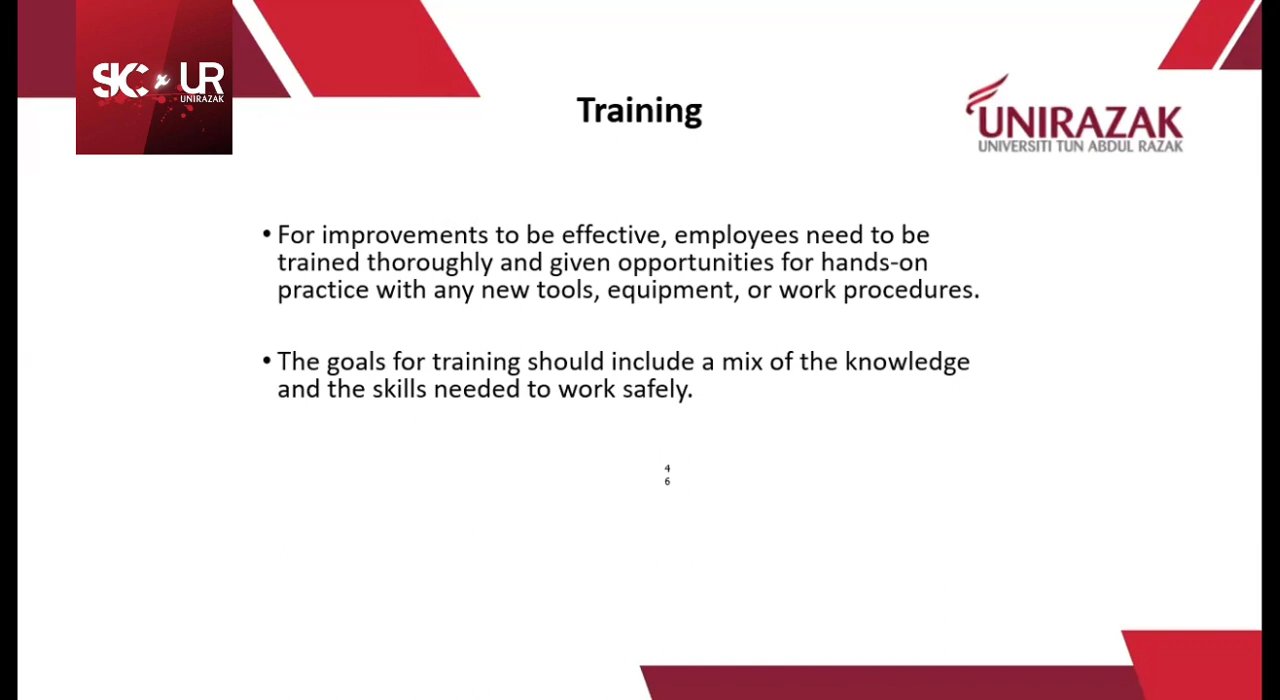 SIC x UR
UNIRAZAK
Training
UNIRAZAK
UNIVERSITI TUN ABDUL RAZAK
• For improvements to be effective, employees need to be
trained thoroughly and given opportunities for hands-on
practice with any new tools, equipment, or work procedures.
• The goals for training should include a mix of the knowledge
and the skills needed to work safely.
4
6